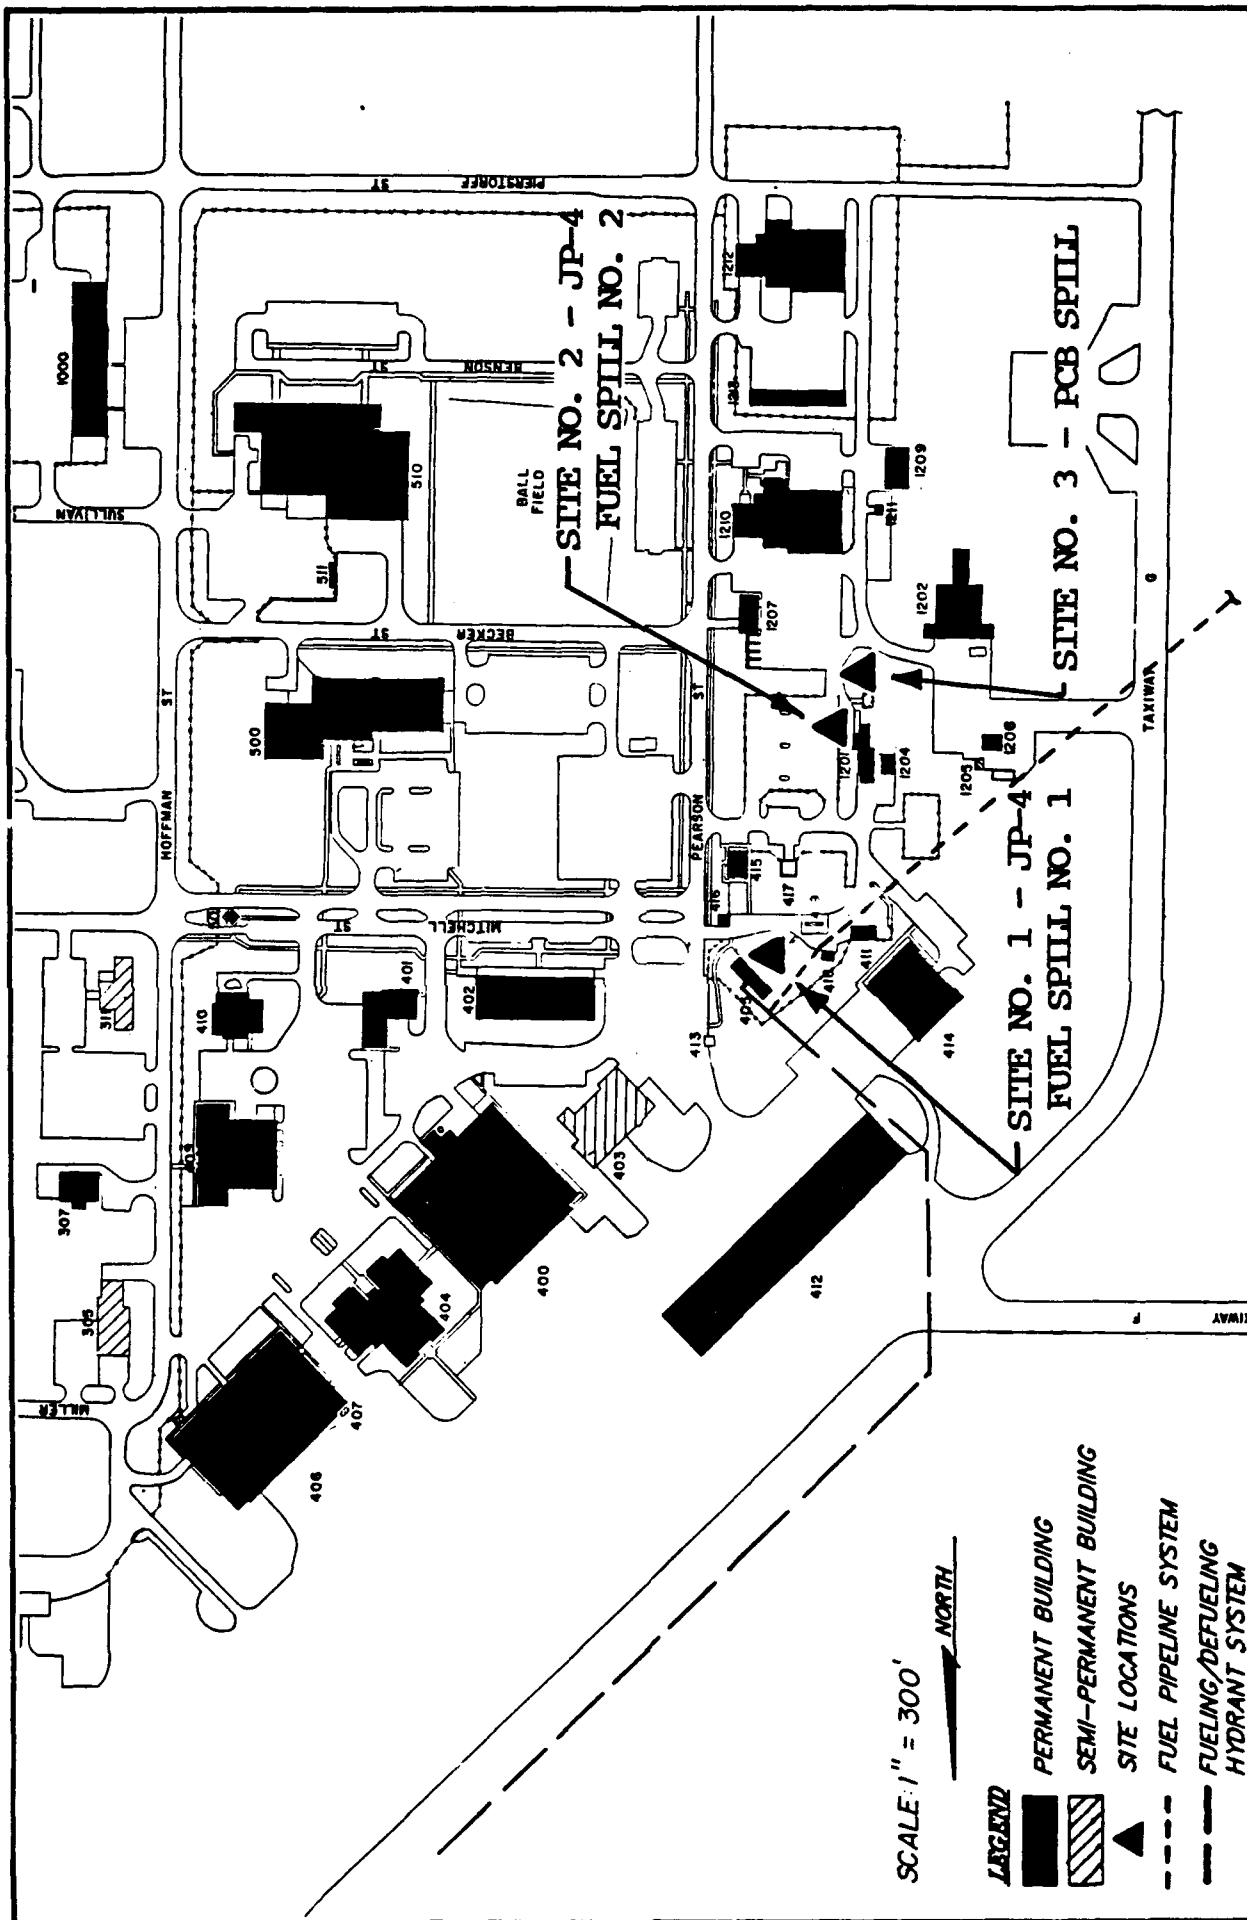 SITE NO. 2 - JP-4
FUEL SPILL NO. 2
SITE NO. 3 - PCB SPILL
SITE NO. 1 - JP-4
FUEL SPILL NO. 1
SCALE: 1" = 300'
NORTH
LEGEND
PERMANENT BUILDING
SEMI-PERMANENT BUILDING
SITE LOCATIONS
FUEL PIPELINE SYSTEM
FUELING/DEFUELING
HYDRANT SYSTEM
MILLER
HOFFMAN
ST
SULLIVAN
MITCHELL
ST
BECKER
ST
BENSON
ST
PIERSTORFF
ST
PEARSON
ST
BALL
FIELD
TAXIWAY
G
F
305
307
311
1000
406
407
409
410
404
400
401
402
403
500
510
511
412
413
414
411
415
416
417
1201
1202
1204
1205
1206
1207
1209
1210
1211
1212